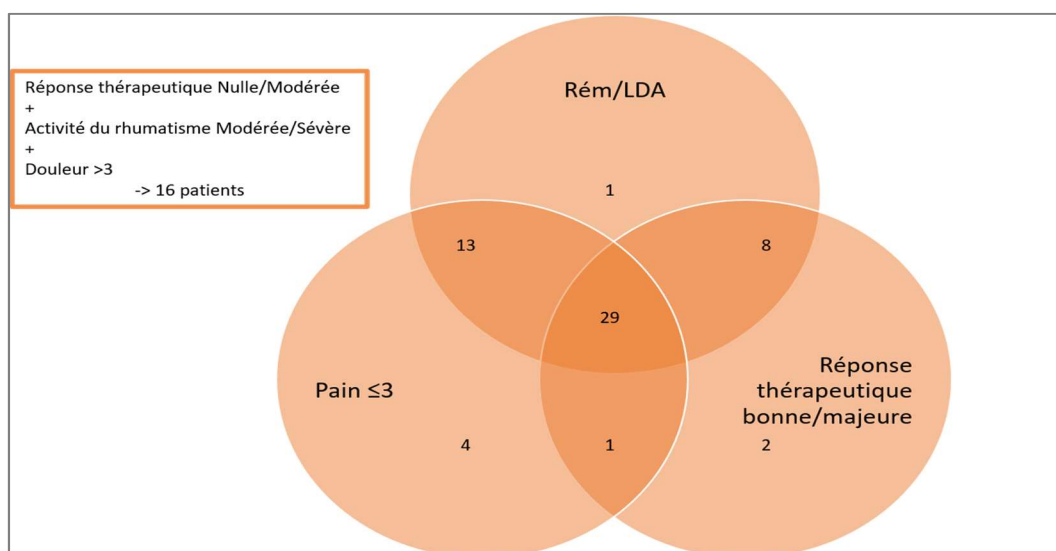 Réponse thérapeutique Nulle/Modérée
+
Activité du rhumatisme Modérée/Sévère
+
Douleur >3
-> 16 patients
Rém/LDA
1
13
8
29
Pain ≤3
Réponse
thérapeutique
bonne/majeure
4
1
2